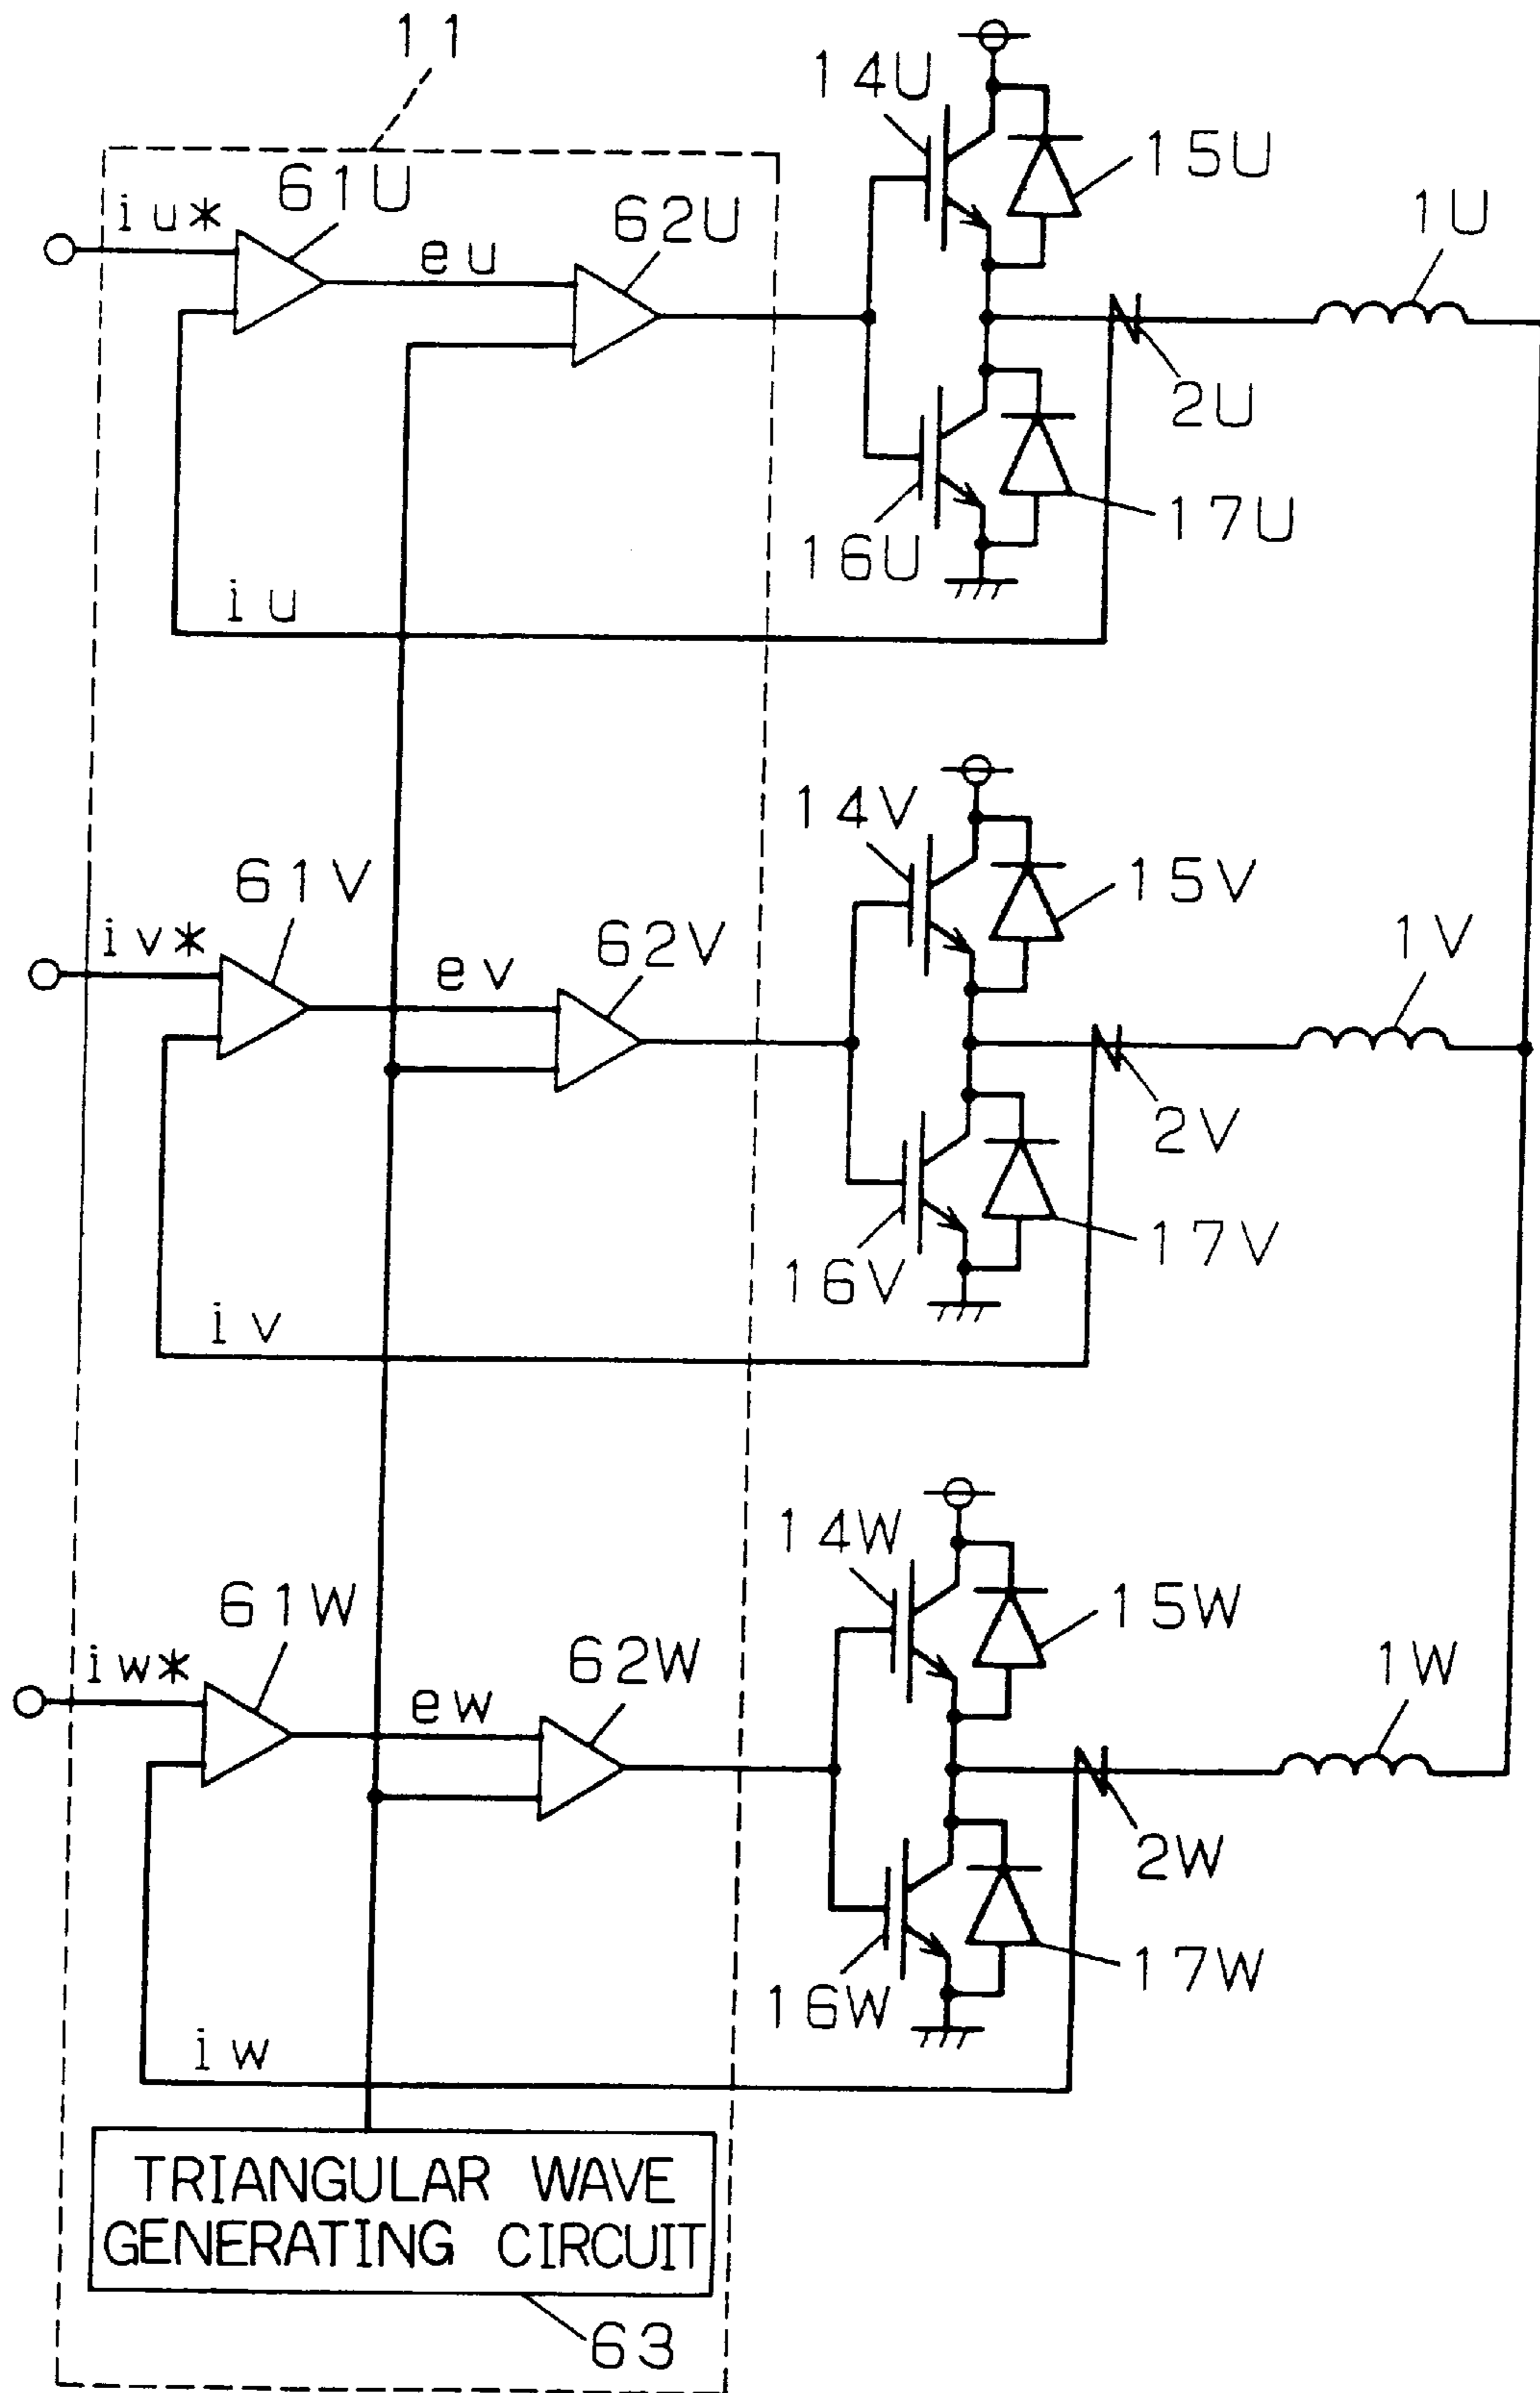 11
14U
15U
61U
iu*
62U
eu
1U
2U
16U
17U
iu
14V
15V
61V
iv*
62V
ev
1V
2V
16V
17V
iv
14W
15W
61W
iw*
62W
ew
1W
2W
16W
17W
iw
TRIANGULAR WAVE
GENERATING CIRCUIT
63